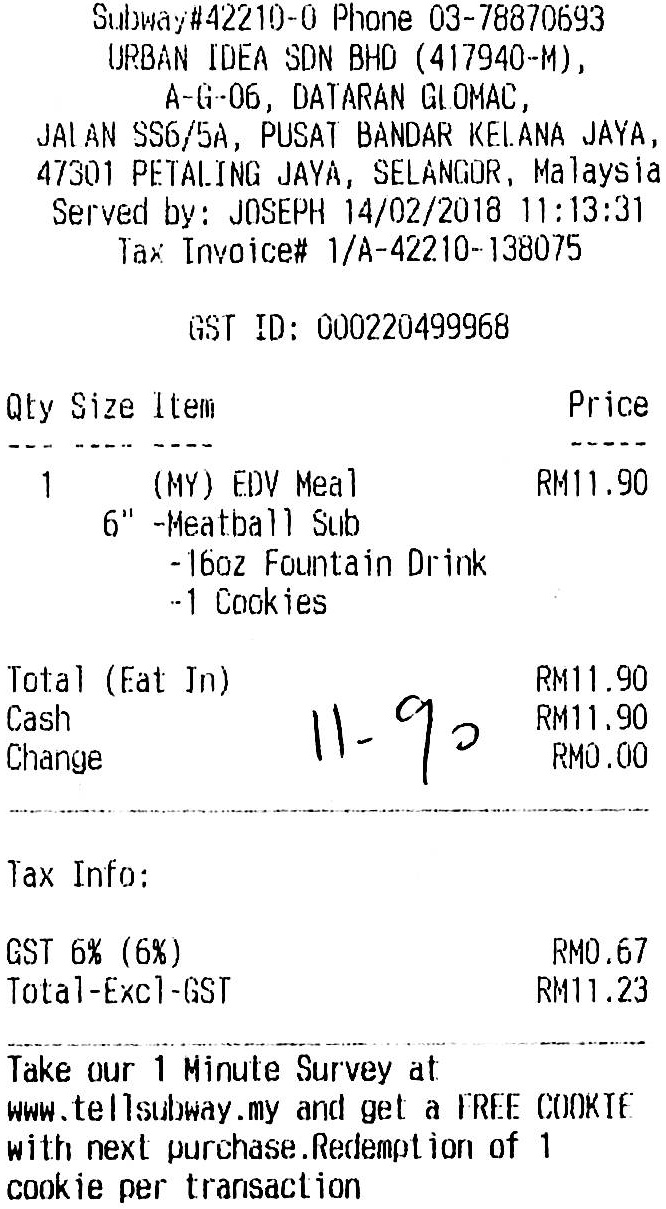 Subway#42210-0 Phone 03-78870693
URBAN IDEA SDN BHD (417940-M),
A-G-06, DATARAN GLOMAC,
JALAN SS6/5A, PUSAT BANDAR KELANA JAYA,
47301 PETALING JAYA, SELANGOR, Malaysia
Served by: JOSEPH 14/02/2018 11:13:31
Tax Invoice# 1/A-42210-138075
GST ID: 000220499968
Qty Size Item Price
--- ---- ---- -----
1 (MY) EDV Meal RM11.90
6" -Meatball Sub
-16oz Fountain Drink
-1 Cookies
Total (Eat In) RM11.90
Cash RM11.90
11-90
Change RM0.00
Tax Info:
GST 6% (6%) RM0.67
Total-Excl-GST RM11.23
Take our 1 Minute Survey at
www.tellsubway.my and get a FREE COOKIE
with next purchase.Redemption of 1
cookie per transaction